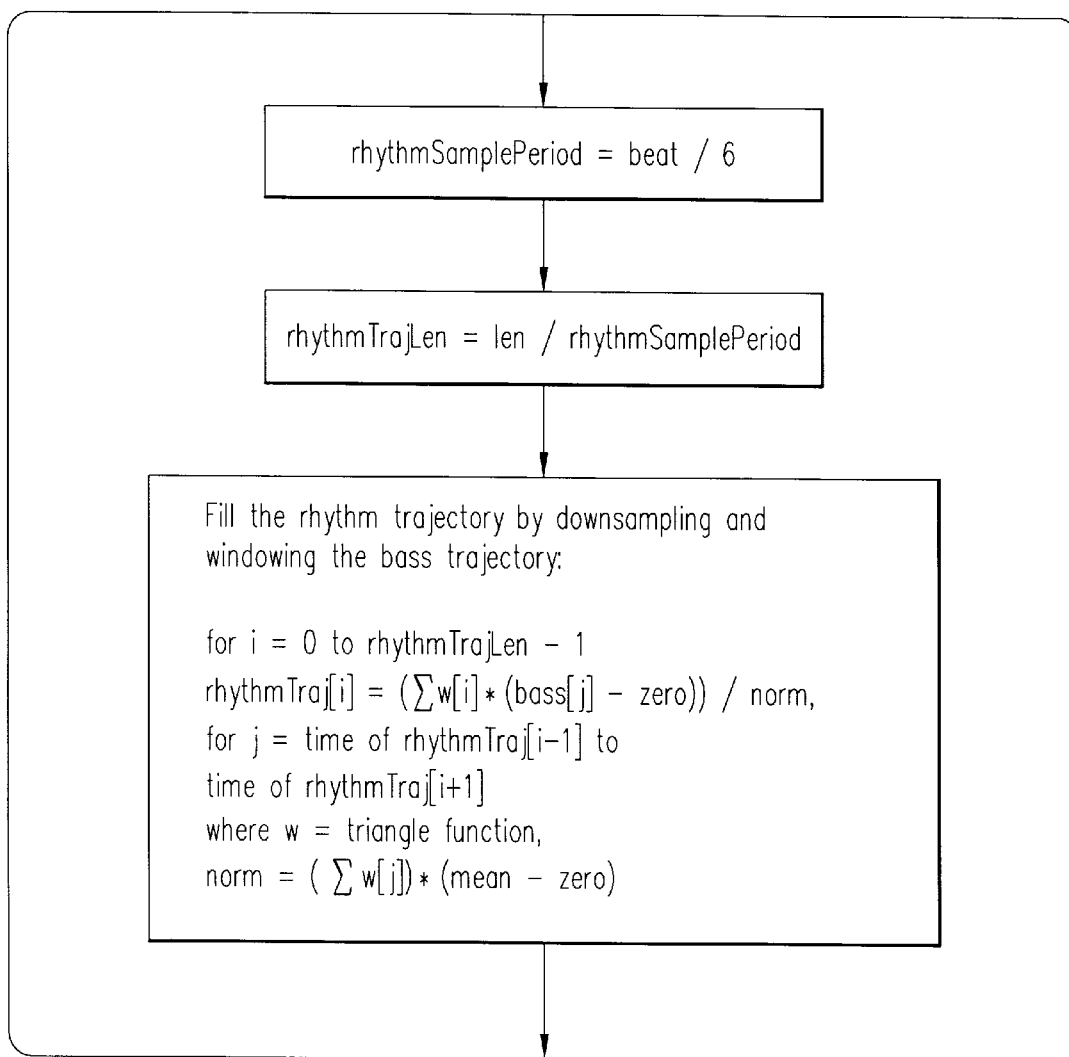 rhythmSamplePeriod = beat / 6
rhythmTrajLen = len / rhythmSamplePeriod
Fill the rhythm trajectory by downsampling and
windowing the bass trajectory:
for i = 0 to rhythmTrajLen - 1
rhythmTraj[i] = (∑w[i] * (bass[j] - zero)) / norm,
for j = time of rhythmTraj[i-1] to
time of rhythmTraj[i+1]
where w = triangle function,
norm = ( ∑ w[j]) * (mean - zero)